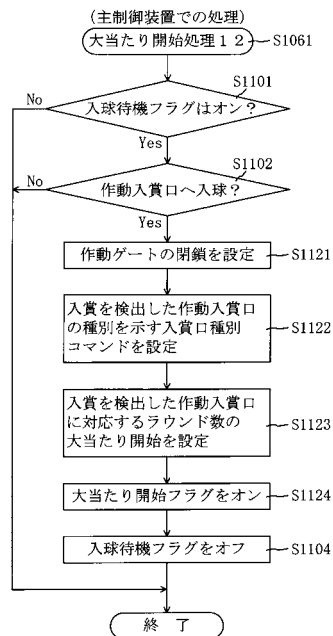 (主制御装置での処理)
大当たり開始処理12
S1061
S1101
入球待機フラグはオン?
No
Yes
S1102
作動入賞口へ入球?
No
Yes
作動ゲートの閉鎖を設定
S1121
入賞を検出した作動入賞口
の種別を示す入賞口種別
コマンドを設定
S1122
入賞を検出した作動入賞口
に対応するラウンド数の
大当たり開始を設定
S1123
大当たり開始フラグをオン
S1124
入球待機フラグをオフ
S1104
終 了